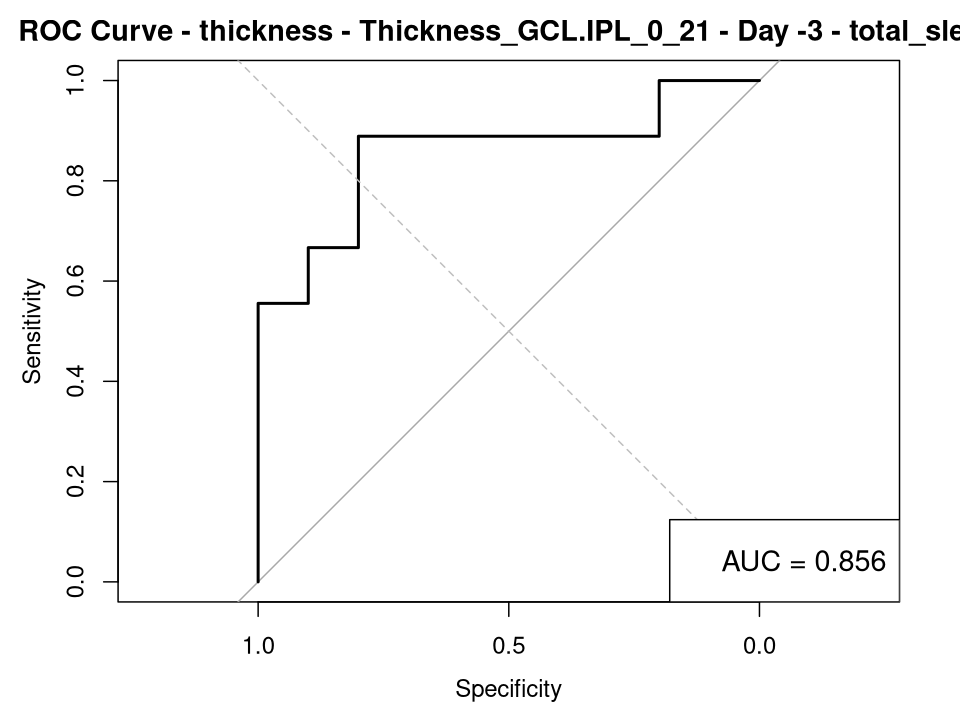 ROC Curve - thickness - Thickness_GCL.IPL_0_21 - Day -3 - total_sle
1.0
0.8
0.6
0.4
0.2
0.0
Sensitivity
AUC = 0.856
1.0 0.5 0.0
Specificity